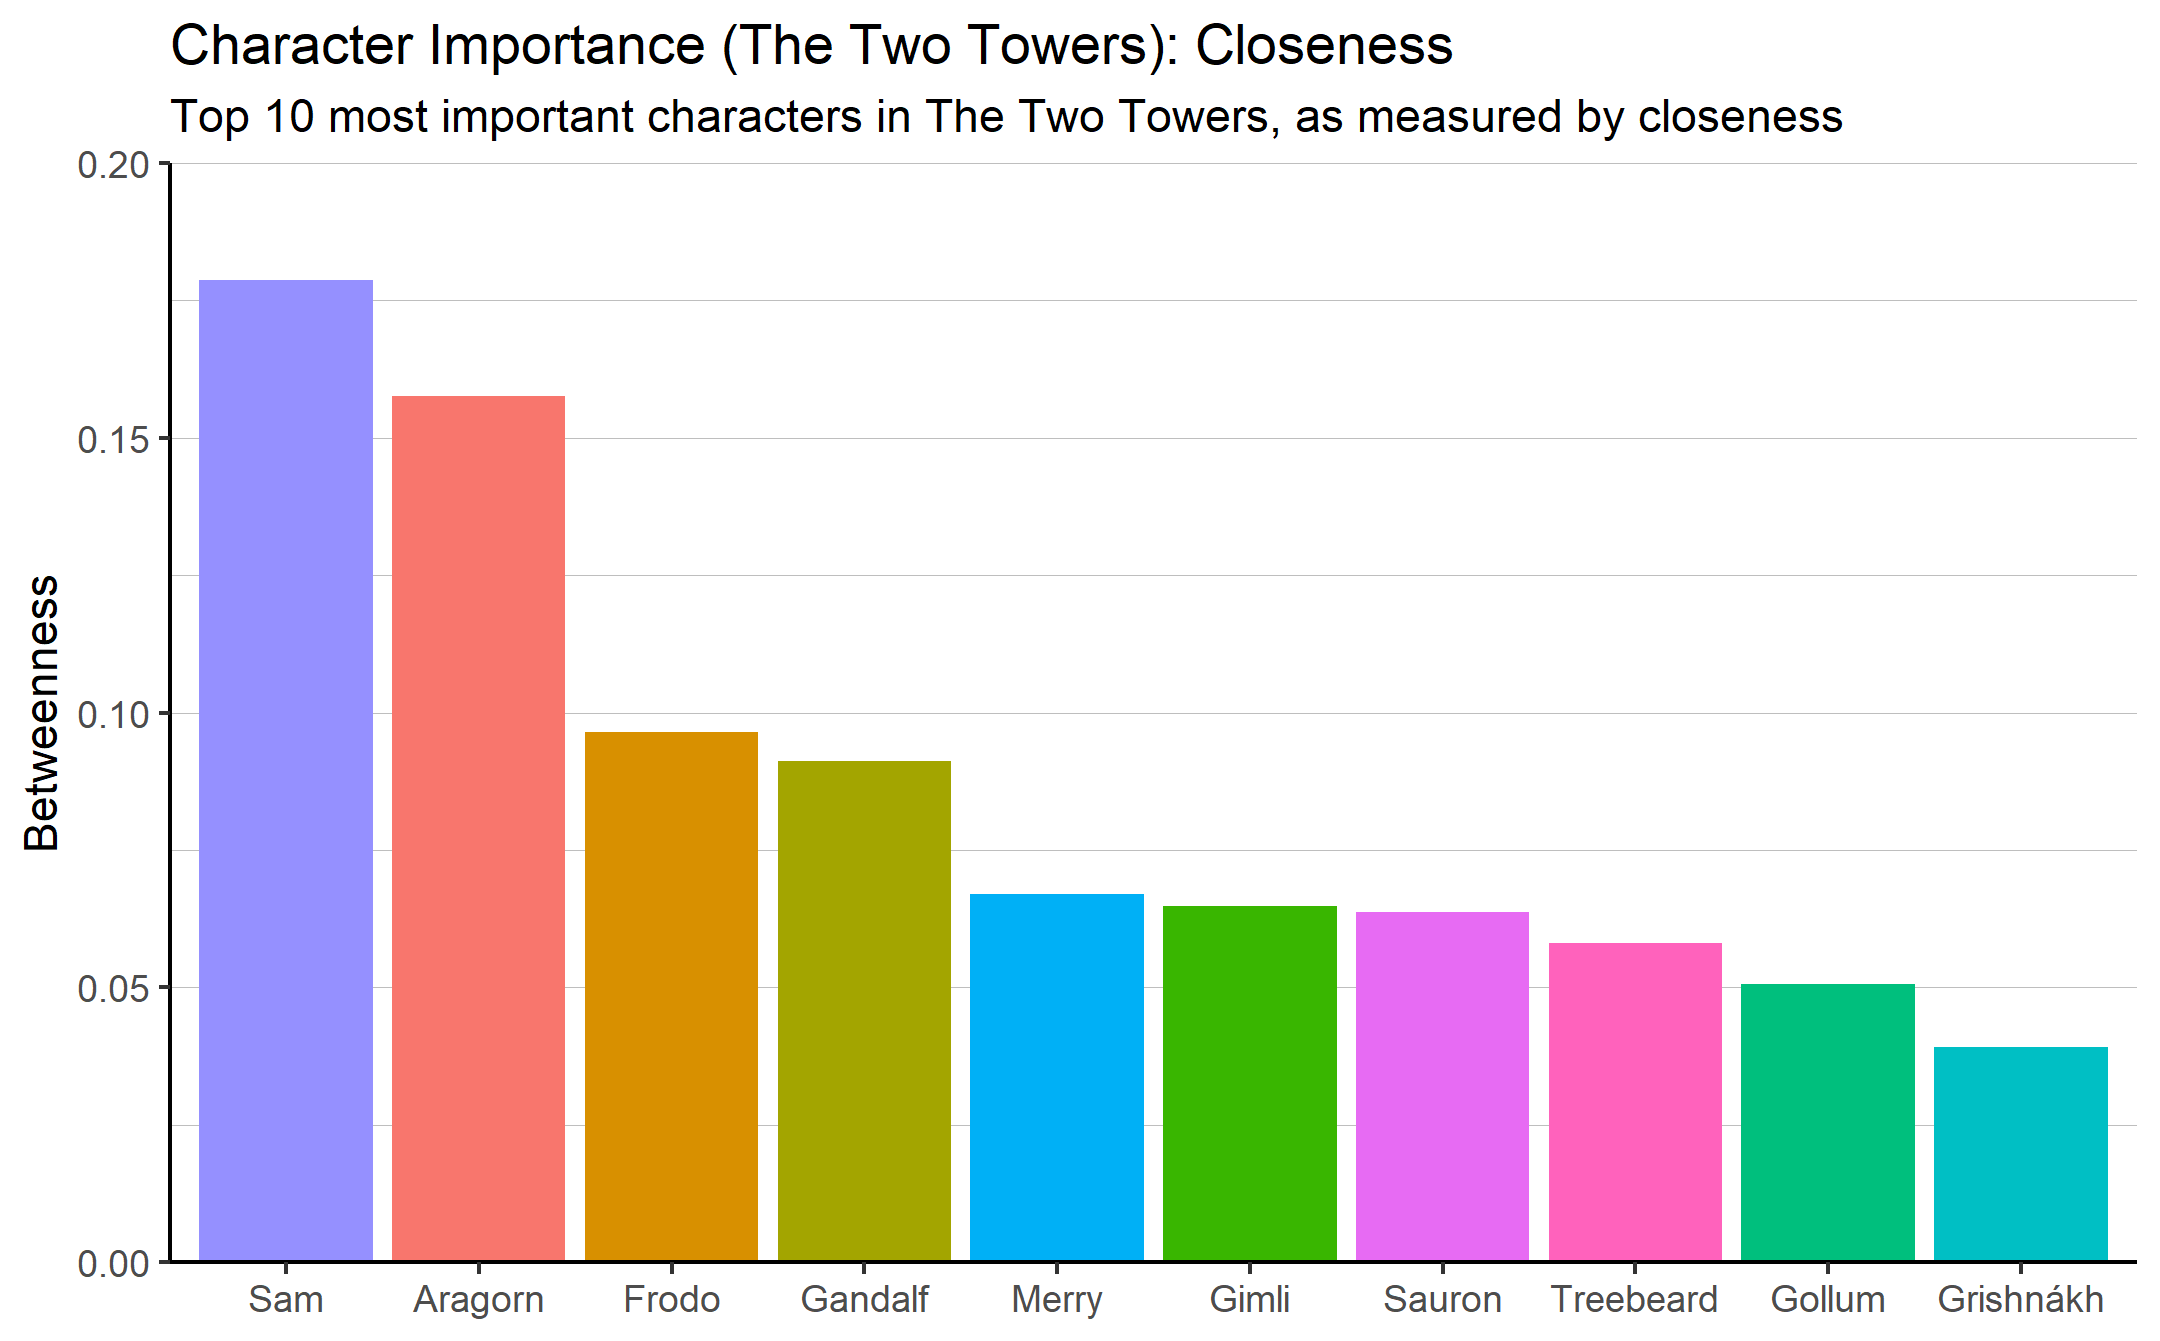 Character Importance (The Two Towers): Closeness
Top 10 most important characters in The Two Towers, as measured by closeness
0.20
0.15
0.10
0.05
0.00
Betweenness
Sam Aragorn Frodo Gandalf Merry Gimli Sauron Treebeard Gollum Grishnákh